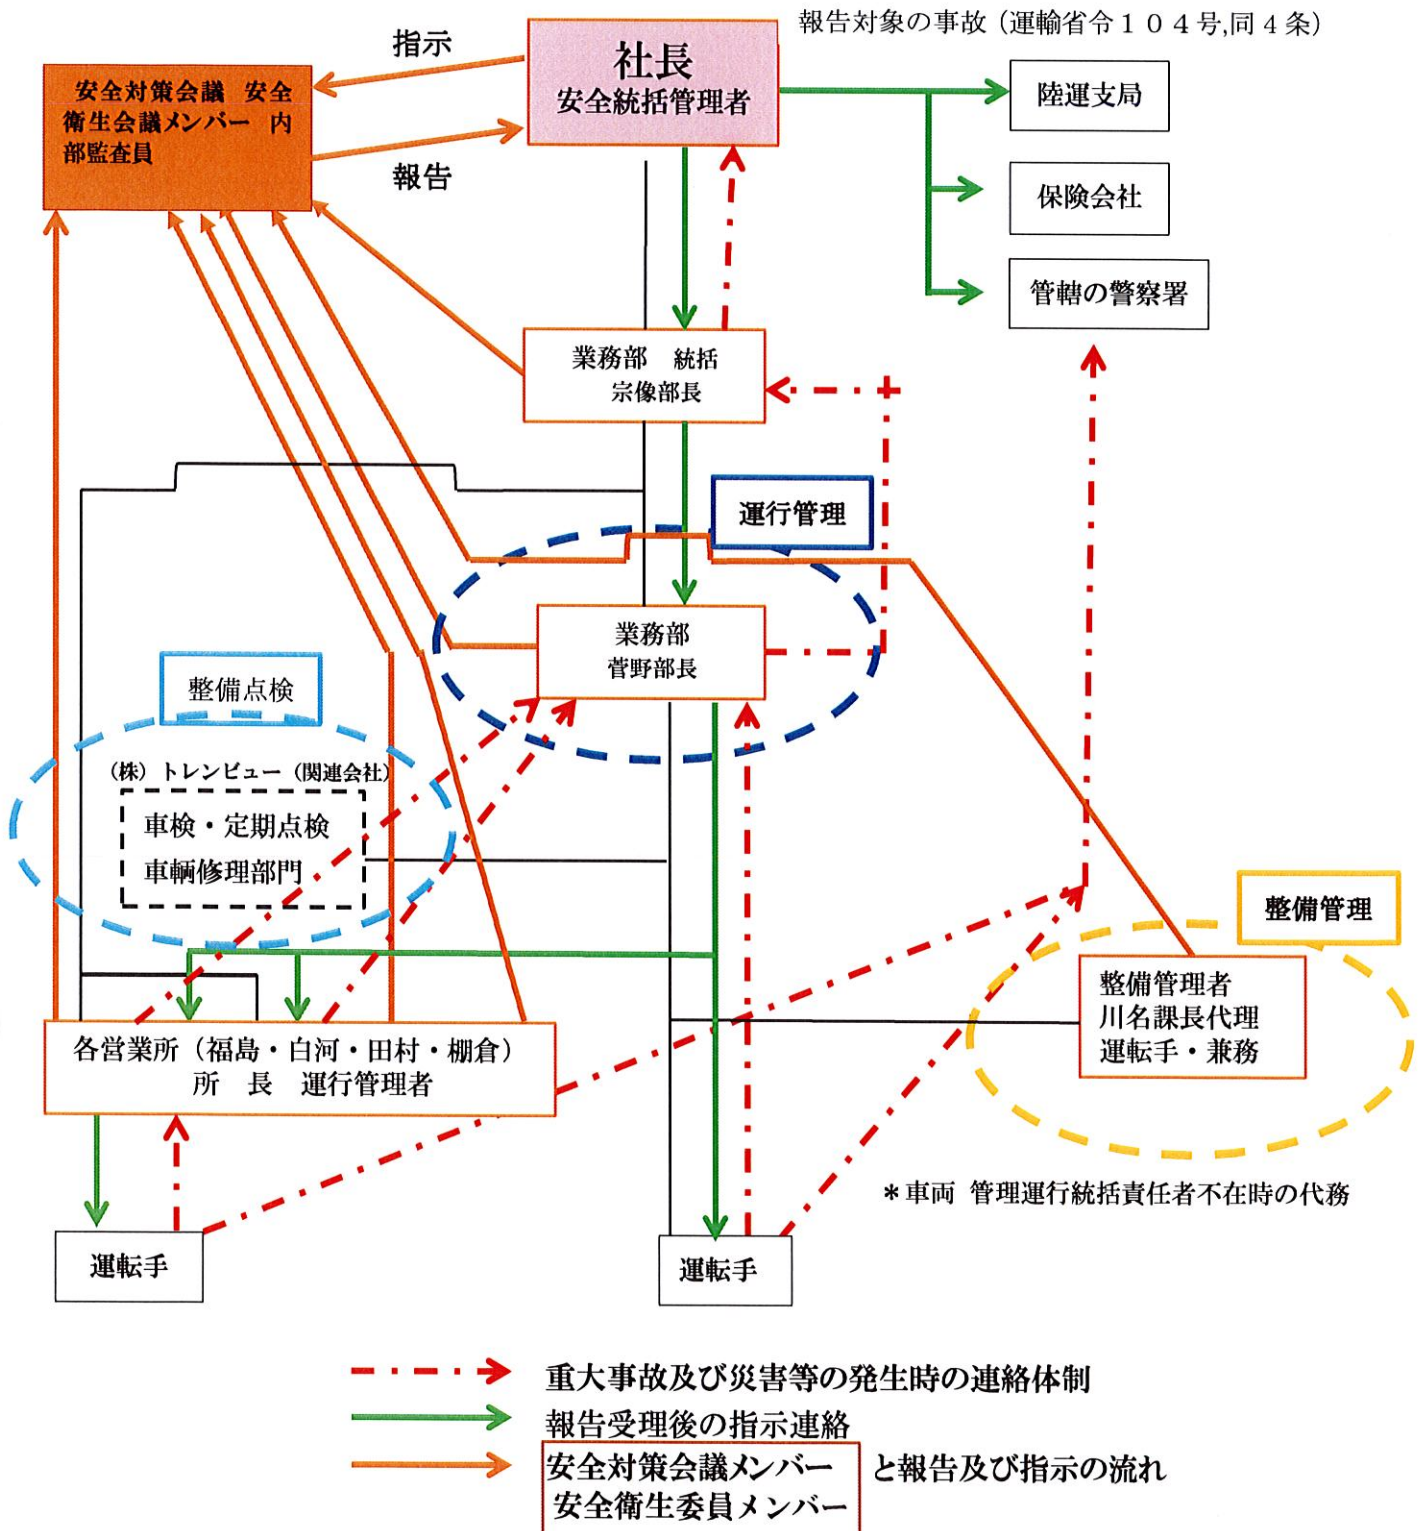 報告対象の事故（運輸省令１０４号,同４条）
指示
社長
安全統括管理者
安全対策会議　安全
衛生会議メンバー　内
部監査員
報告
陸運支局
保険会社
管轄の警察署
業務部　統括
宗像部長
運行管理
業務部
菅野部長
整備点検
（株）トレンビュー（関連会社）
車検・定期点検
車輌修理部門
整備管理
整備管理者
川名課長代理
運転手・兼務
各営業所（福島・白河・田村・棚倉）
所　長　運行管理者
＊車両 管理運行統括責任者不在時の代務
運転手
運転手
重大事故及び災害等の発生時の連絡体制
報告受理後の指示連絡
安全対策会議メンバー
と報告及び指示の流れ
安全衛生委員メンバー